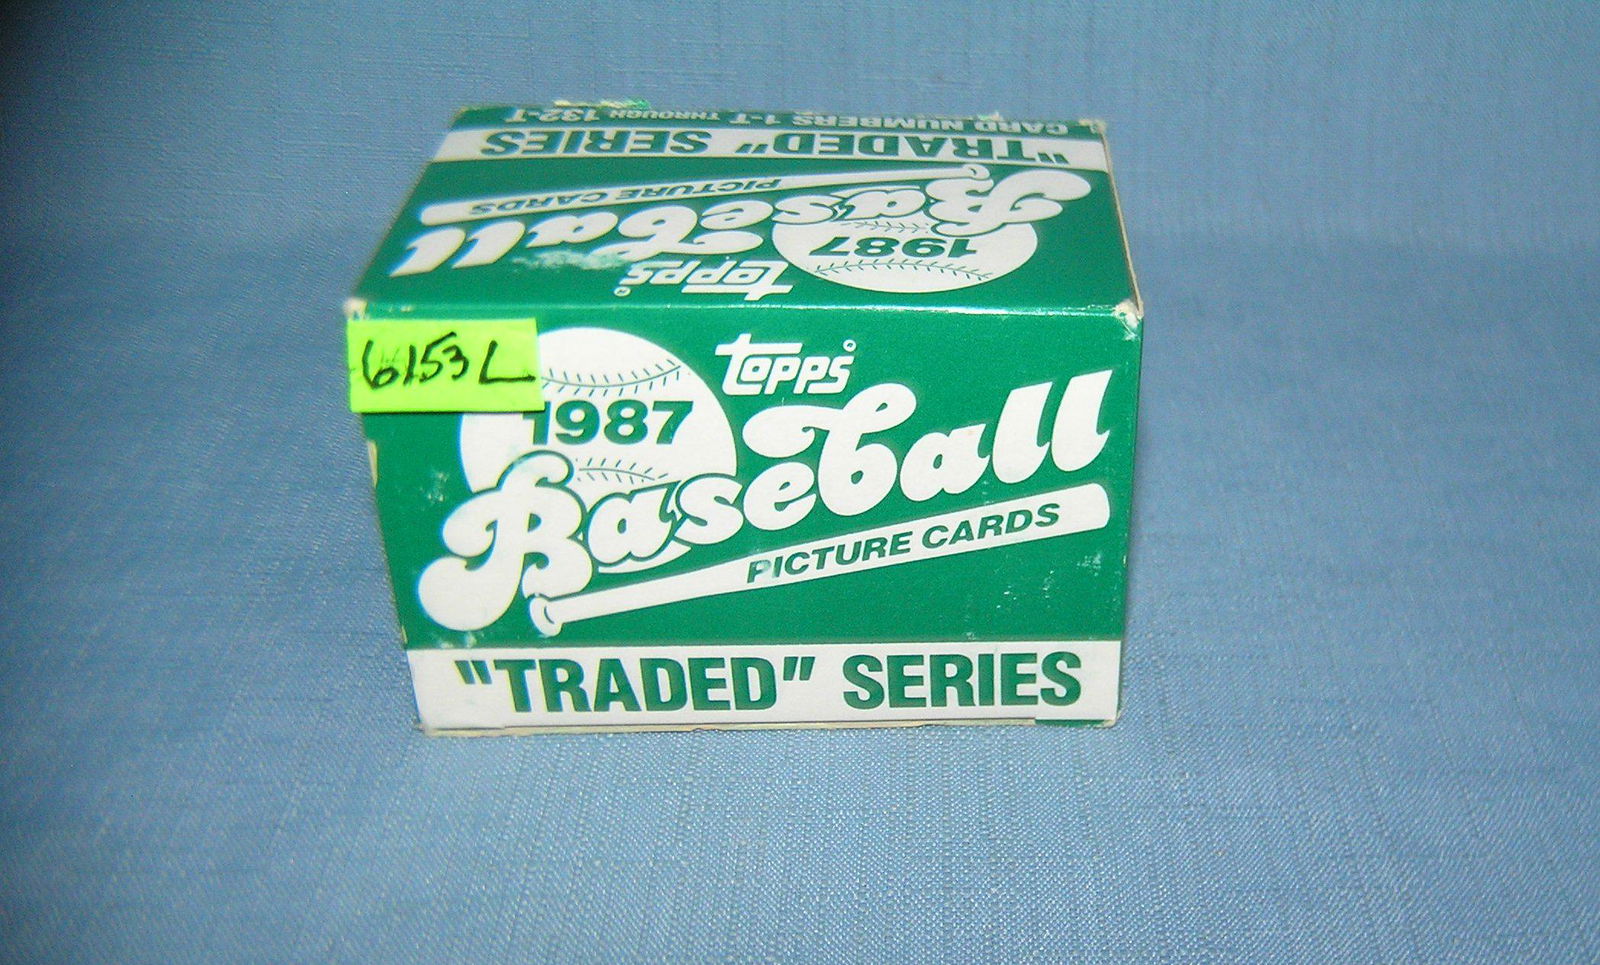 CARD NUMBERS 1-T THROUGH 132-T
"TRADED" SERIES
PICTURE CARDS
Baseball
1987
topps®
6153L
topps®
1987
Baseball
PICTURE CARDS
"TRADED" SERIES